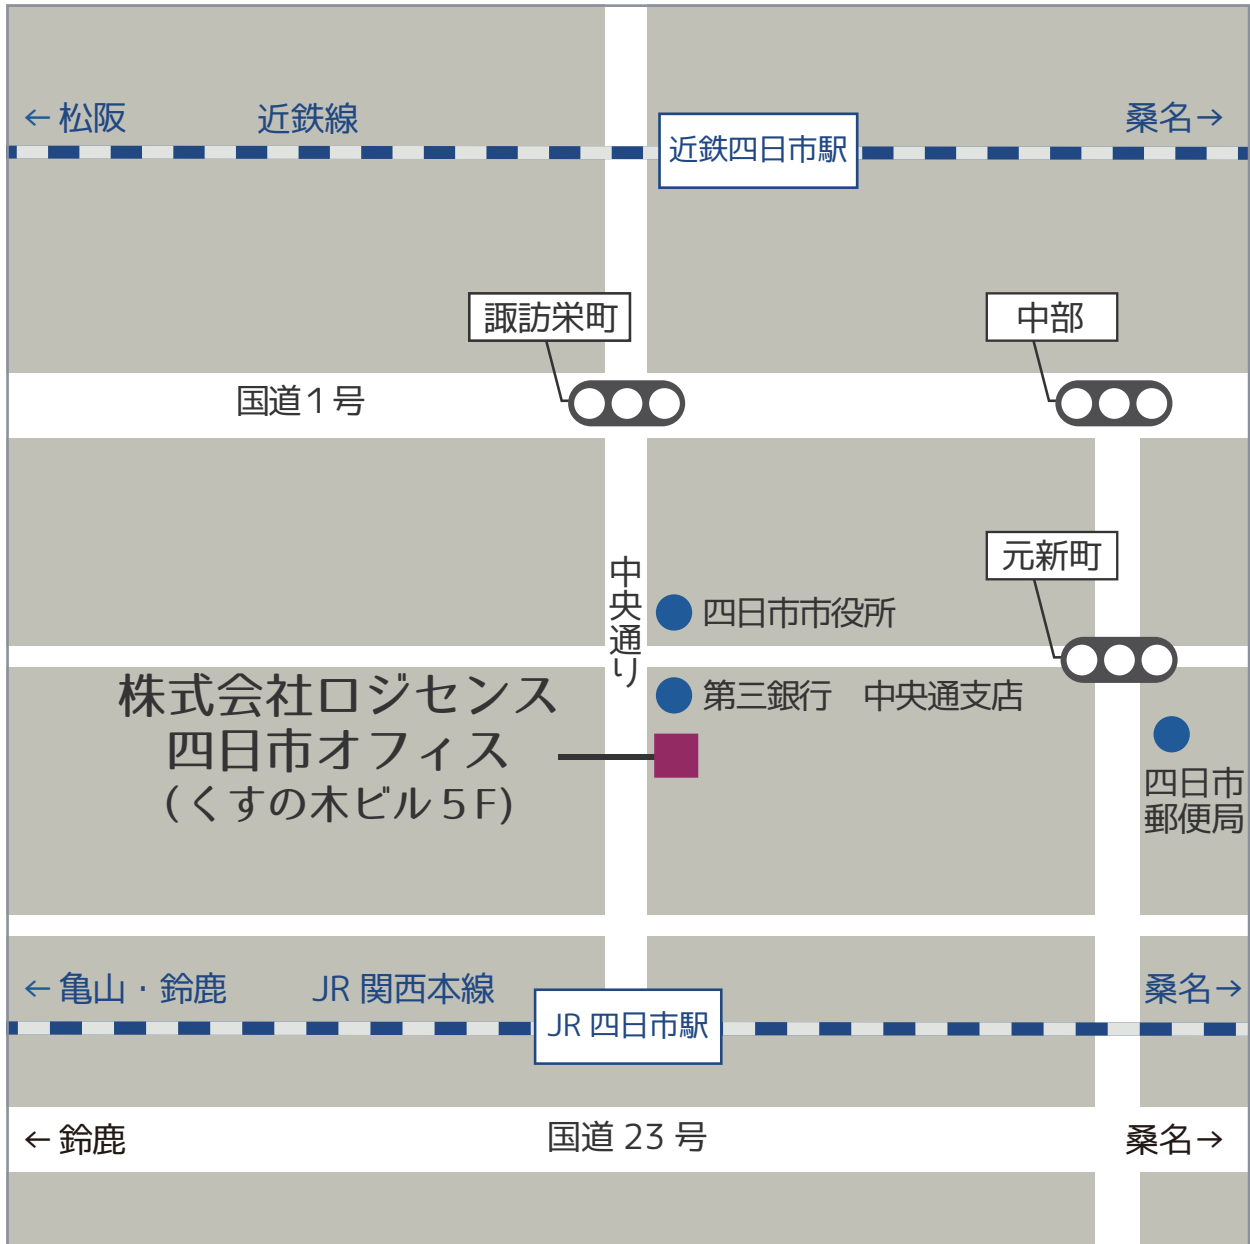 ← 松阪
近鉄線
桑名→
近鉄四日市駅
諏訪栄町
中部
国道1号
元新町
中央通り
四日市市役所
第三銀行　中央通支店
株式会社ロジセンス
四日市オフィス
(くすの木ビル5F)
四日市
郵便局
← 亀山・鈴鹿
JR 関西本線
桑名→
JR 四日市駅
← 鈴鹿
国道 23 号
桑名→